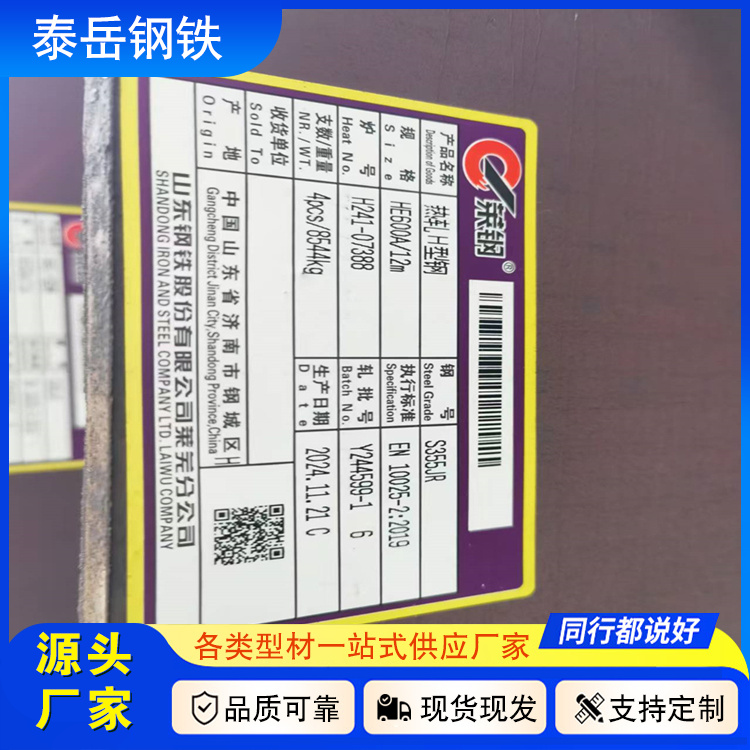 泰岳钢铁
莱钢®
产品名称 热轧H型钢 钢号 S355JR
Description of Goods Steel Grade
规格 HE600A/12m 执行标准 EN 10025-2:2019
Size Specification
炉号 H241-07388 轧批号 Y244599-1 6
Heat No. Batch No.
支数/重量 4pcs/8544kg 生产日期 2024.11.21 C
NR./WT. Date
收货单位
Sold To
产地 中国山东省济南市钢城区
Origin Gangcheng District Jinan City,Shandong Province,China
山东钢铁股份有限公司莱芜分公司
SHANDONG IRON AND STEEL COMPANY LTD. LAIWU COMPANY
源头
厂家
各类型材一站式供应厂家
同行都说好
品质可靠
现货现发
支持定制